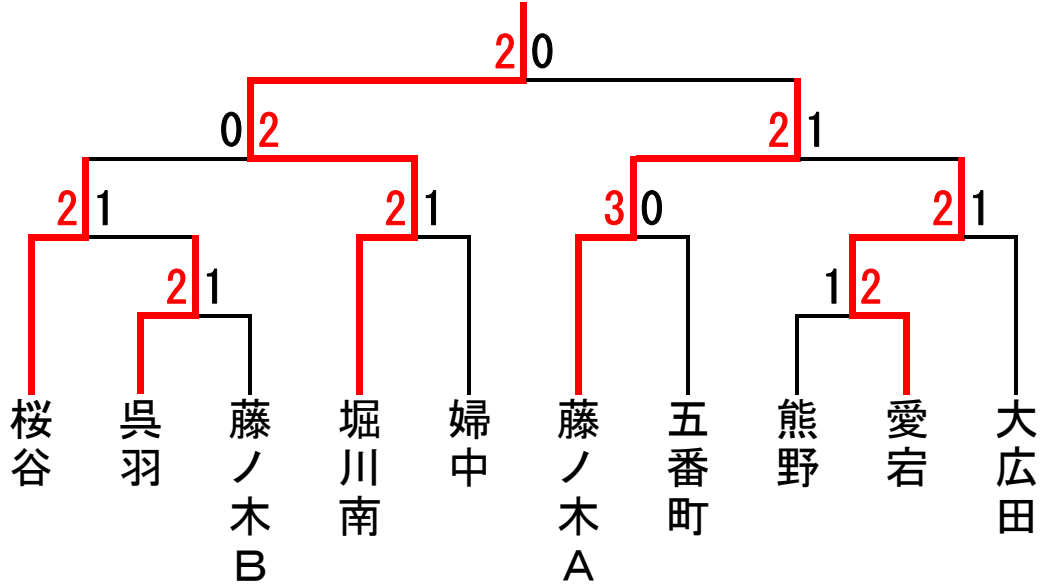 2 0
0 2
2 1
2 1
2 1
3 0
2 1
2 1
1 2
桜谷
呉羽
藤ノ木B
堀川南
婦中
藤ノ木A
五番町
熊野
愛宕
大広田